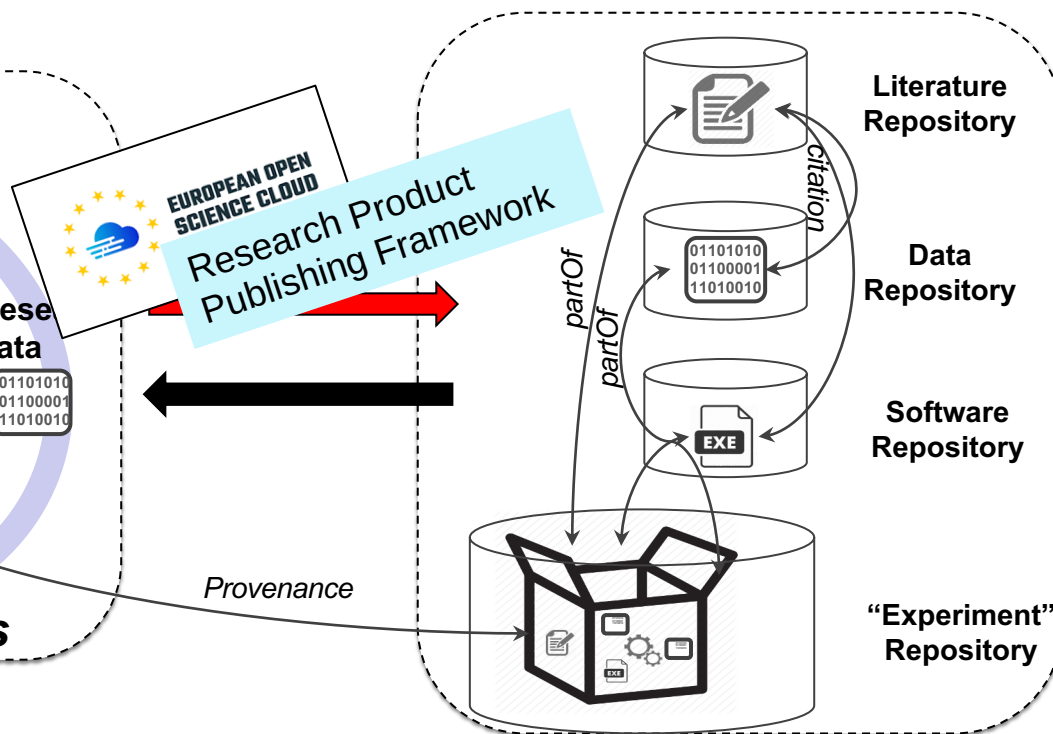 EUROPEAN OPEN
SCIENCE CLOUD
Research Product
Publishing Framework
ese
ata
01101010
01100001
11010010
s
Provenance
Literature
Repository
citation
01101010
01100001
11010010
Data
Repository
partOf
partOf
EXE
Software
Repository
EXE
“Experiment”
Repository